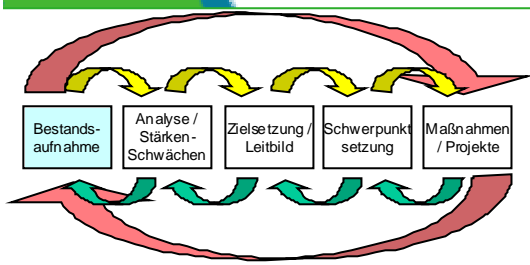 Bestands-
aufnahme
Analyse /
Stärken-
Schwächen
Zielsetzung /
Leitbild
Schwerpunkt
setzung
Maßnahmen
/ Projekte